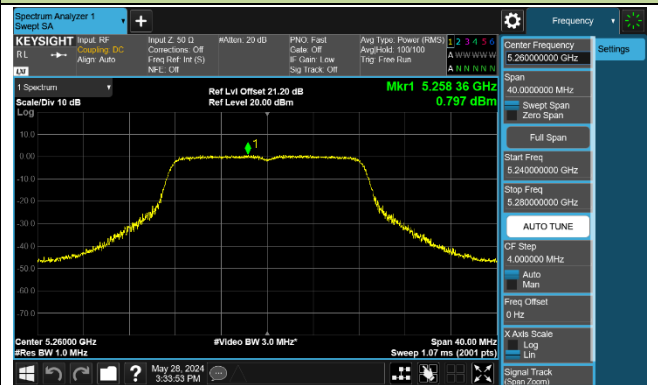 Spectrum Analyzer 1
Swept SA
Frequency
KEYSIGHT
Input: RF
Input Z: 50 Ω
#Atten: 20 dB
PNO: Fast
Avg Type: Power (RMS)
1 2 3 4 5 6
RL
Coupling: DC
Corrections: Off
Gate: Off
Avg|Hold: 100/100
A W W W W W
Align: Auto
Freq Ref: Int (S)
IF Gain: Low
Trig: Free Run
LXI
NFE: Off
Sig Track: Off
A N N N N N
1 Spectrum
Ref Lvl Offset 21.20 dB
Mkr1 5.258 36 GHz
Scale/Div 10 dB
Ref Level 20.00 dBm
0.797 dBm
Log
10.0
0.00
-10.0
-20.0
-30.0
-40.0
-50.0
-60.0
-70.0
1
Center 5.26000 GHz
#Video BW 3.0 MHz*
Span 40.00 MHz
#Res BW 1.0 MHz
Sweep 1.07 ms (2001 pts)
May 28, 2024
3:33:53 PM
Center Frequency
5.260000000 GHz
Settings
Span
40.0000000 MHz
Swept Span
Zero Span
Full Span
Start Freq
5.240000000 GHz
Stop Freq
5.280000000 GHz
AUTO TUNE
CF Step
4.000000 MHz
Auto
Man
Freq Offset
0 Hz
X Axis Scale
Log
Lin
Signal Track
(Span Zoom)